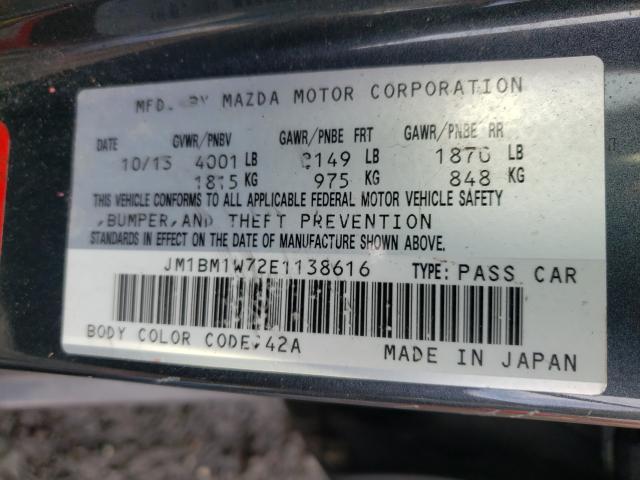 MFD. BY MAZDA MOTOR CORPORATION
DATE GVWR/PNBV GAWR/PNBE FRT GAWR/PNBE RR
10/13 4001 LB 2149 LB 1870 LB
1815 KG 975 KG 848 KG
THIS VEHICLE CONFORMS TO ALL APPLICABLE FEDERAL MOTOR VEHICLE SAFETY
,BUMPER,AND THEFT PREVENTION
STANDARDS IN EFFECT ON THE DATE OF MANUFACTURE SHOWN ABOVE.
JM1BM1W72E1138616 TYPE: PASS CAR
BODY COLOR CODE: 42A MADE IN JAPAN